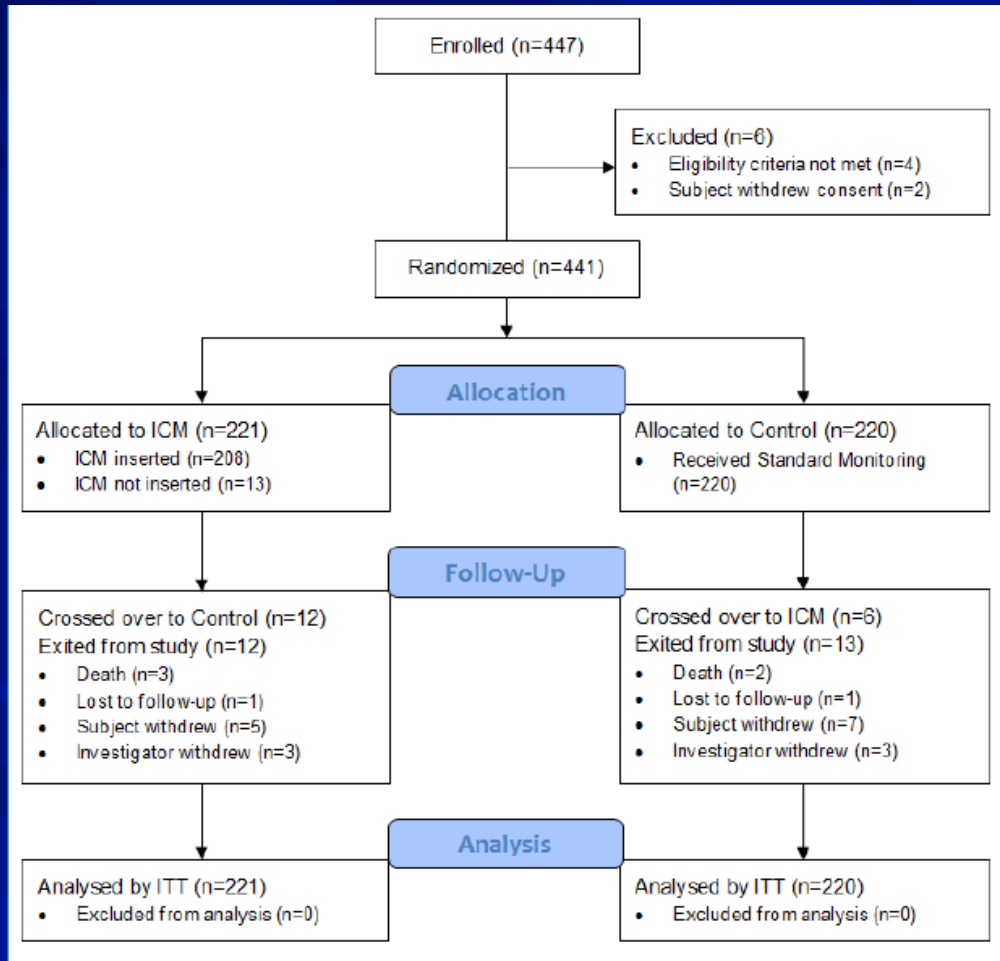 Enrolled (n=447)
Excluded (n=6)
• Eligibility criteria not met (n=4)
• Subject withdrew consent (n=2)
Randomized (n=441)
Allocation
Allocated to ICM (n=221)
• ICM inserted (n=208)
• ICM not inserted (n=13)
Allocated to Control (n=220)
• Received Standard Monitoring
(n=220)
Follow-Up
Crossed over to Control (n=12)
Exited from study (n=12)
• Death (n=3)
• Lost to follow-up (n=1)
• Subject withdrew (n=5)
• Investigator withdrew (n=3)
Crossed over to ICM (n=6)
Exited from study (n=13)
• Death (n=2)
• Lost to follow-up (n=1)
• Subject withdrew (n=7)
• Investigator withdrew (n=3)
Analysis
Analysed by ITT (n=221)
• Excluded from analysis (n=0)
Analysed by ITT (n=220)
• Excluded from analysis (n=0)